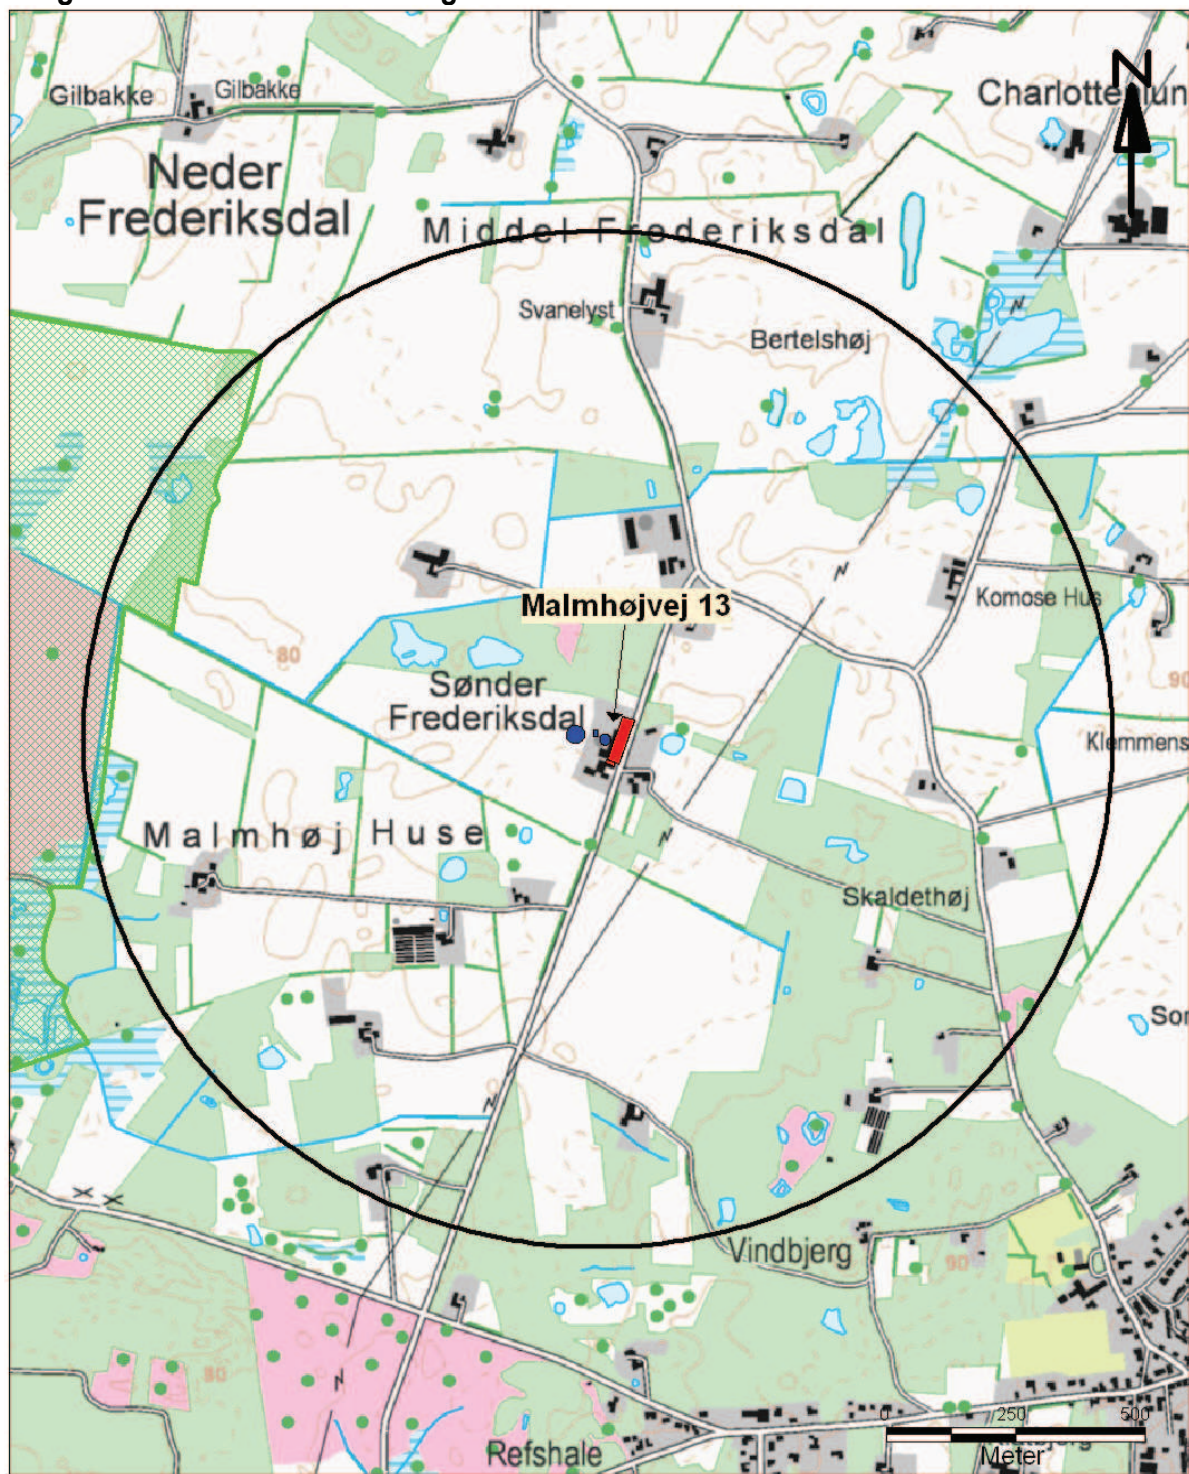 Gilbakke
Gilbakke
Neder
Frederiksdal
Middel Frederiksdal
N
Svanelyst
Bertelshøj
Malmhøjvej 13
Komose Hus
80
90
Sønder
Frederiksdal
Klemmens
Malmhøj Huse
Skaldethøj
Vindbjerg
90
80
Refshale
0 250 500
Meter